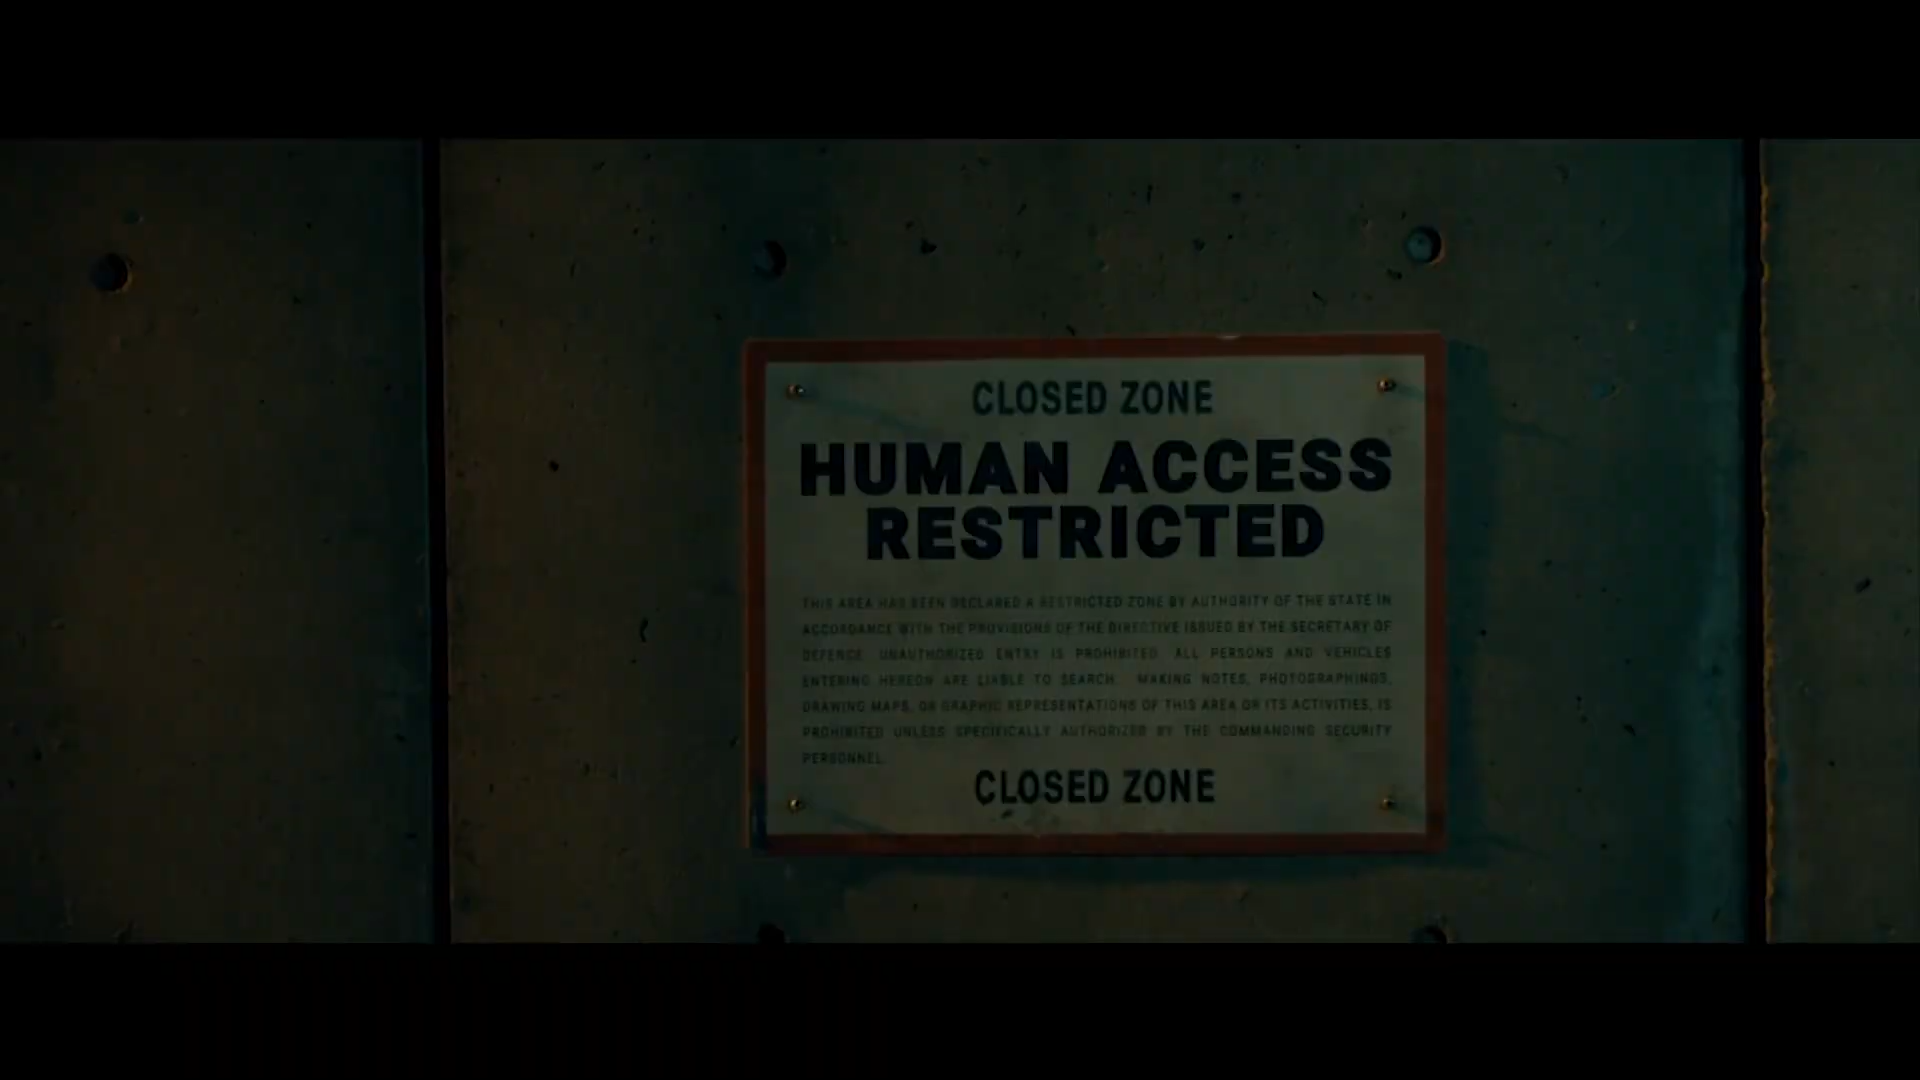 CLOSED ZONE
HUMAN ACCESS
RESTRICTED
THIS AREA HAS BEEN DECLARED A RESTRICTED ZONE BY AUTHORITY OF THE STATE IN
ACCORDANCE WITH THE PROVISIONS OF THE DIRECTIVE ISSUED BY THE SECRETARY OF
DEFENCE. UNAUTHORIZED ENTRY IS PROHIBITED. ALL PERSONS AND VEHICLES
ENTERING HEREON ARE LIABLE TO SEARCH. MAKING NOTES, PHOTOGRAPHINGS,
DRAWING MAPS, OR GRAPHIC REPRESENTATIONS OF THIS AREA OR ITS ACTIVITIES, IS
PROHIBITED UNLESS SPECIFICALLY AUTHORIZED BY THE COMMANDING SECURITY
PERSONNEL.
CLOSED ZONE